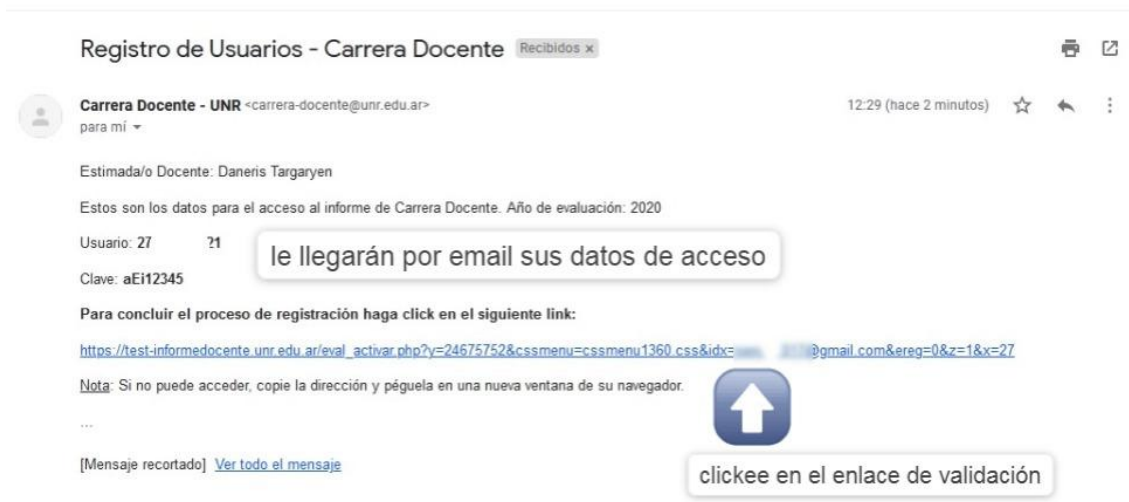 Registro de Usuarios - Carrera Docente Recibidos x
Carrera Docente - UNR <carrera-docente@unr.edu.ar> 12:29 (hace 2 minutos)
para mí
Estimada/o Docente: Daneris Targaryen
Estos son los datos para el acceso al informe de Carrera Docente. Año de evaluación: 2020
Usuario: 27 ?1
le llegarán por email sus datos de acceso
Clave: aEi12345
Para concluir el proceso de registración haga click en el siguiente link:
https://test-informedocente.unr.edu.ar/eval_activar.php?y=24675752&cssmenu=cssmenu1360.css&idx= @gmail.com&ereg=0&z=1&x=27
Nota: Si no puede acceder, copie la dirección y péguela en una nueva ventana de su navegador.
...
[Mensaje recortado] Ver todo el mensaje
clickee en el enlace de validación